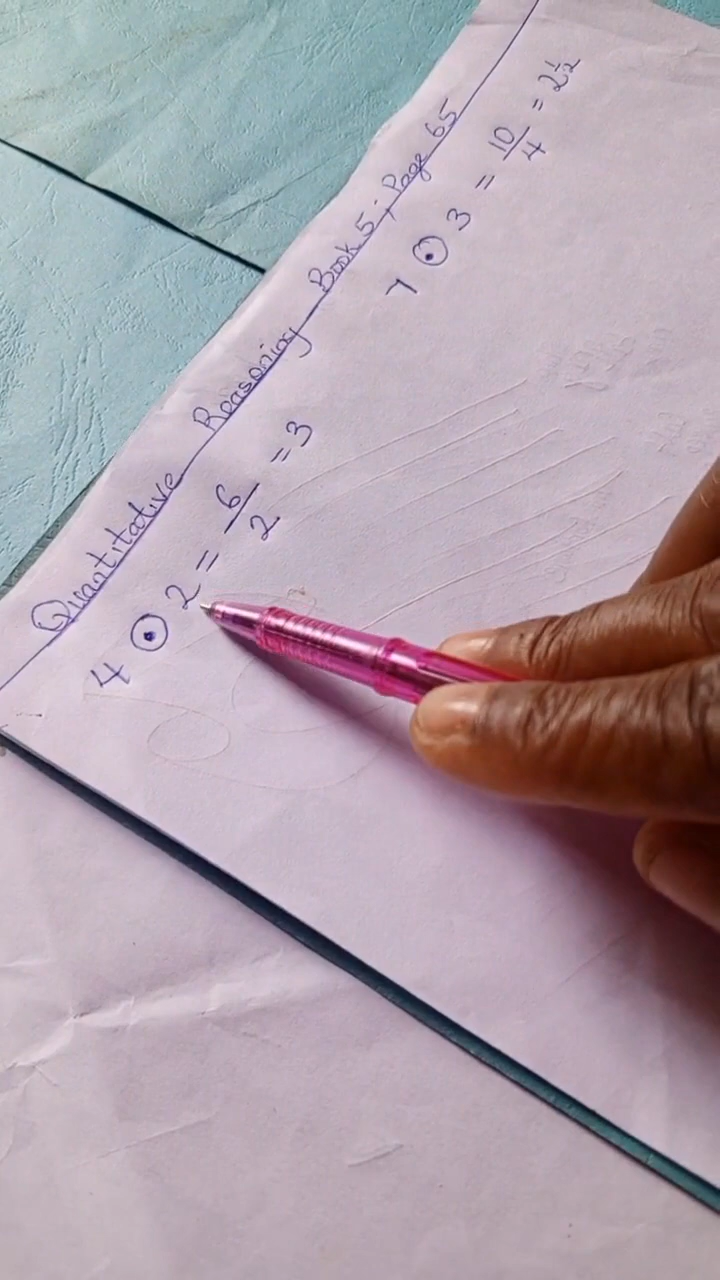 Quantitative Reasoning - Book 5; Page 65
4 ⊙ 2 = 6/2 = 3
7 ⊙ 3 = 10/4 = 2½